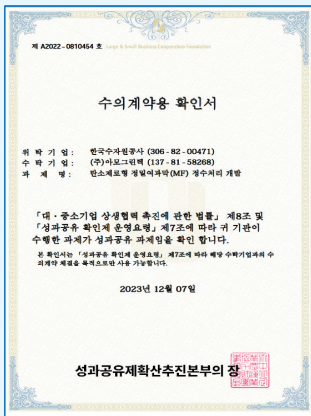 제 A2022 - 0810454 호 Large & Small Business Cooperation Foundation
수의계약용 확인서
위 탁 기 업 : 한국수자원공사 (306 - 82 - 00471)
수 탁 기 업 : (주)아모그린텍 (137 - 81 - 58268)
과 제 명 : 탄소제로형 정밀여과막(MF) 정수처리 개발
「대 · 중소기업 상생협력 촉진에 관한 법률」 제8조 및
「성과공유 확인제 운영요령」 제7조에 따라 귀 기관이
수행한 과제가 성과공유 과제임을 확인 합니다.
본 확인서는 「성과공유 확인제 운영요령」 제7조에 따라 해당 수탁기업과의 수
의계약 체결을 목적으로만 사용 가능합니다.
2023년 12월 07일
성과공유제확산추진본부의 장